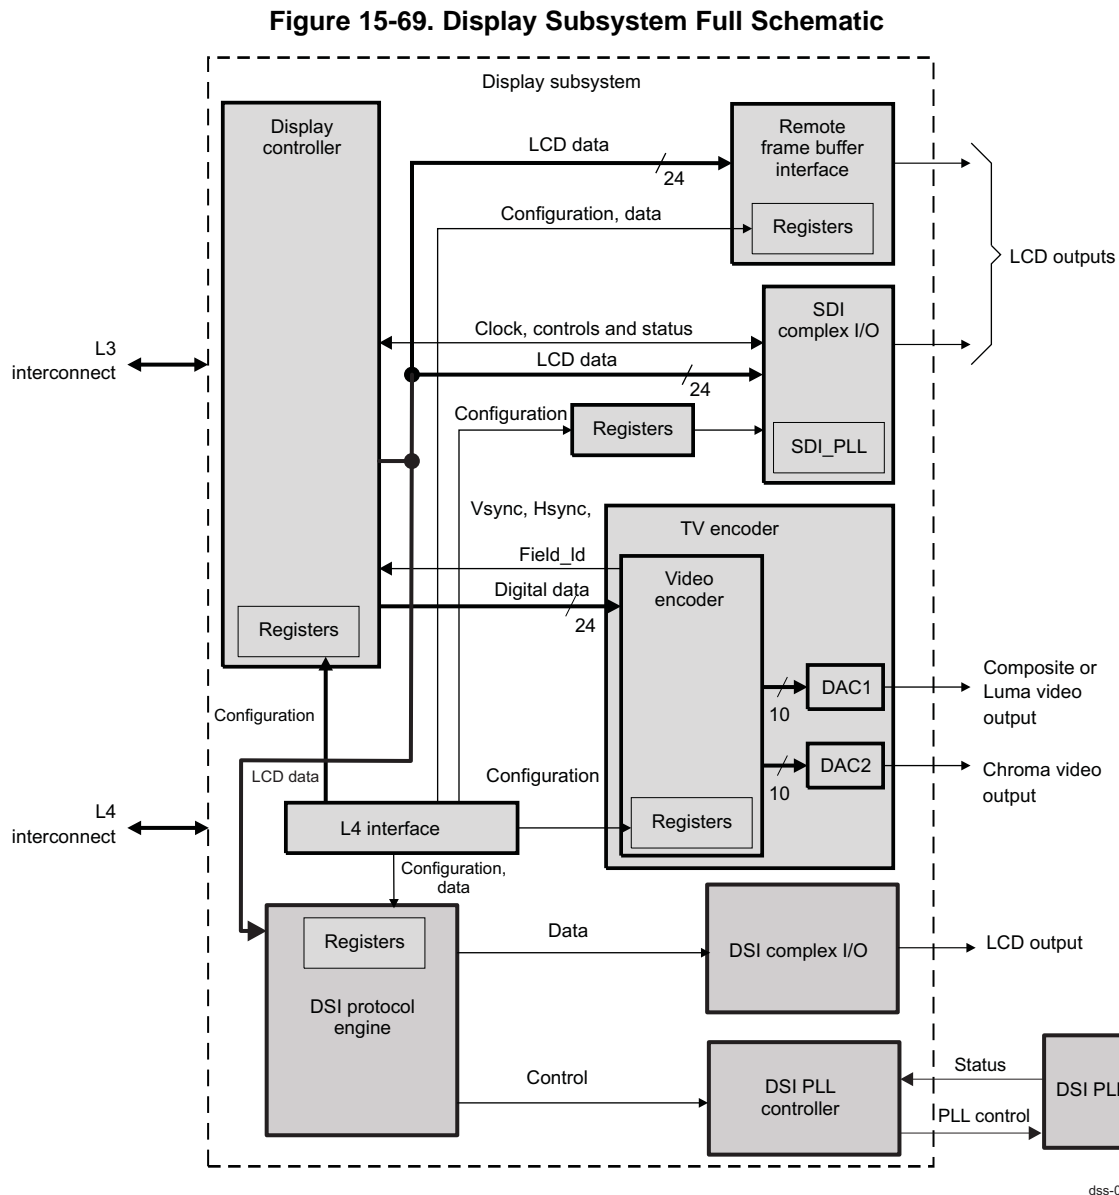 Figure 15-69. Display Subsystem Full Schematic
Display subsystem
Display
controller
LCD data
24
Remote
frame buffer
interface
Configuration, data
Registers
LCD outputs
SDI
complex I/O
Clock, controls and status
L3
interconnect
LCD data
24
Configuration
Registers
SDI_PLL
Vsync, Hsync,
TV encoder
Field_Id
Video
encoder
Digital data
24
Registers
DAC1
10
Composite or
Luma video
output
Configuration
DAC2
10
Chroma video
output
LCD data
Configuration
L4
interconnect
L4 interface
Registers
Configuration,
data
Registers
Data
DSI complex I/O
LCD output
DSI protocol
engine
Control
DSI PLL
controller
Status
DSI PLL
PLL control